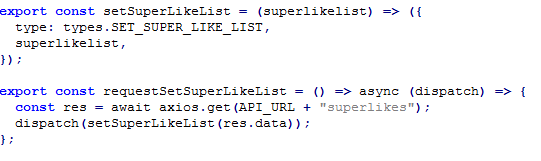 export const setSuperLikeList = (superlikelist) => ({
  type: types.SET_SUPER_LIKE_LIST,
  superlikelist,
});

export const requestSetSuperLikeList = () => async (dispatch) => {
  const res = await axios.get(API_URL + "superlikes");
  dispatch(setSuperLikeList(res.data));
};